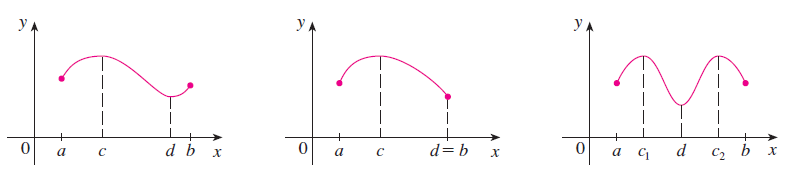 y
0 a c d b x
y
0 a c d = b x
y
0 a c₁ d c₂ b x